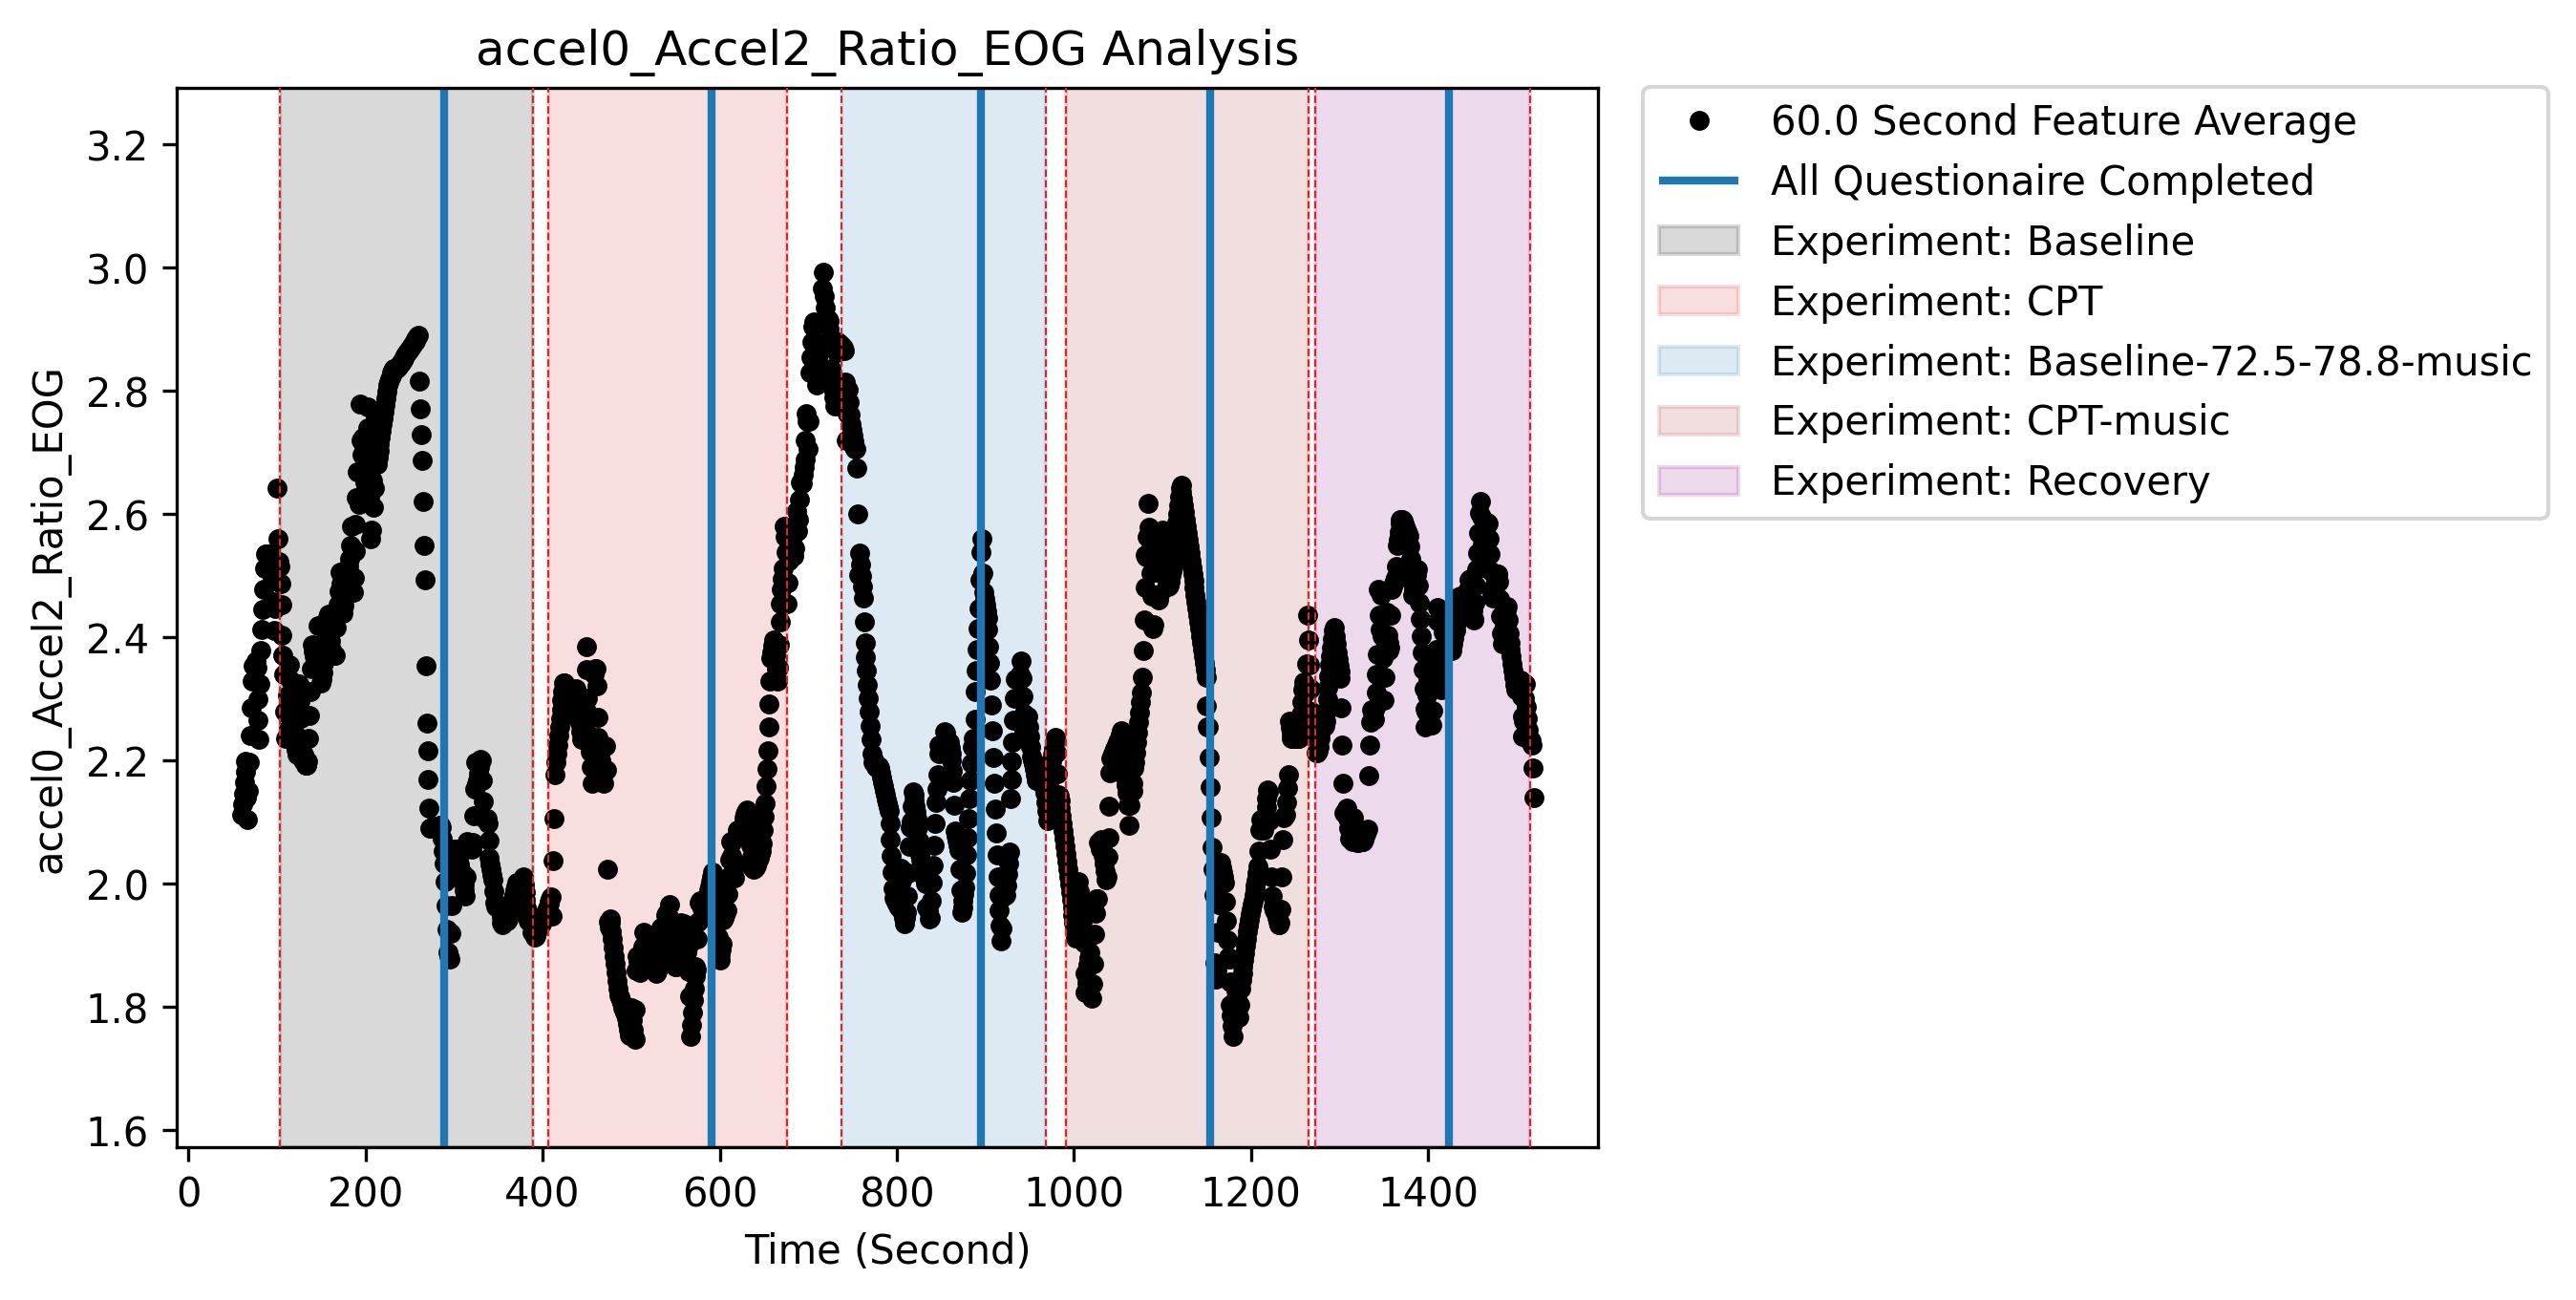 accel0_Accel2_Ratio_EOG Analysis
accel0_Accel2_Ratio_EOG
3.2
3.0
2.8
2.6
2.4
2.2
2.0
1.8
1.6
0 200 400 600 800 1000 1200 1400
Time (Second)
60.0 Second Feature Average
All Questionaire Completed
Experiment: Baseline
Experiment: CPT
Experiment: Baseline-72.5-78.8-music
Experiment: CPT-music
Experiment: Recovery